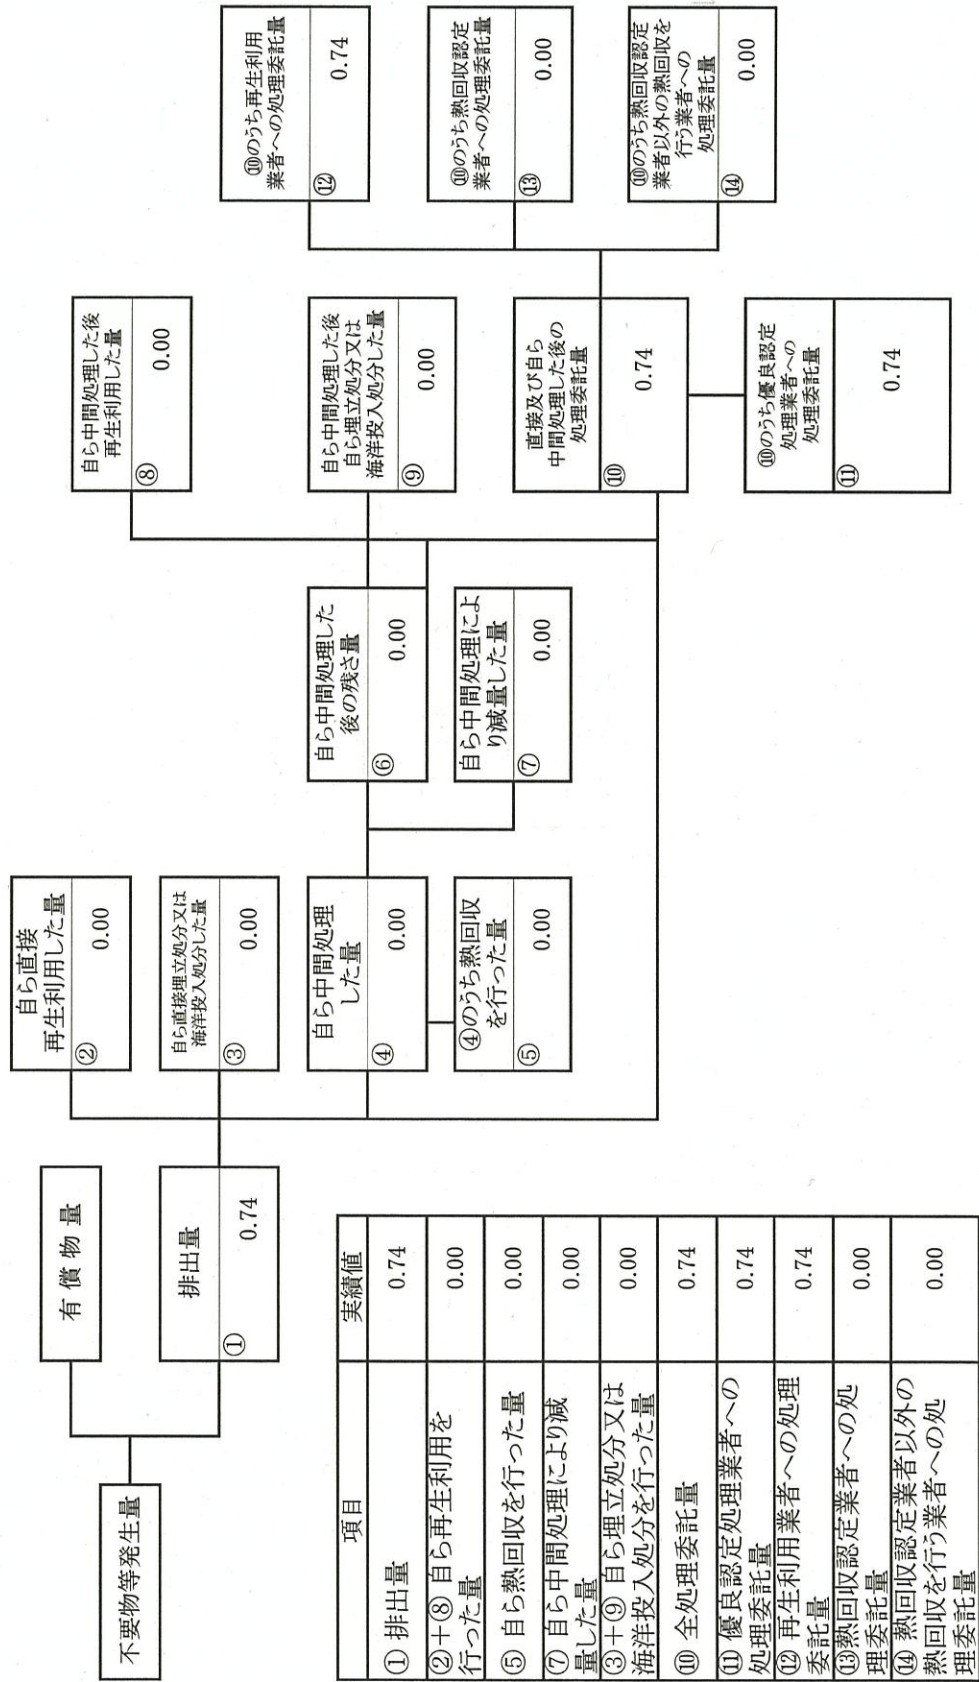 不要物等発生量
有償物量
排出量
①
0.74
自ら直接
再生利用した量
②
0.00
自ら直接埋立処分又は
海洋投入処分した量
③
0.00
自ら中間処理
した量
④
0.00
④のうち熱回収
を行った量
⑤
0.00
自ら中間処理した
後の残さ量
⑥
0.00
自ら中間処理によ
り減量した量
⑦
0.00
自ら中間処理した後
再生利用した量
⑧
0.00
自ら中間処理した後
自ら埋立処分又は
海洋投入処分した量
⑨
0.00
直接及び自ら
中間処理した後の
処理委託量
⑩
0.74
⑩のうち優良認定
処理業者への
処理委託量
⑪
0.74
⑩のうち再生利用
業者への処理委託量
⑫
0.74
⑩のうち熱回収認定
業者への処理委託量
⑬
0.00
⑩のうち熱回収認定
業者以外の熱回収を
行う業者への
処理委託量
⑭
0.00
項目 実績値
① 排出量 0.74
②＋⑧ 自ら再生利用を
行った量 0.00
⑤ 自ら熱回収を行った量 0.00
⑦ 自ら中間処理により減
量した量 0.00
③＋⑨ 自ら埋立処分又は
海洋投入処分を行った量 0.00
⑩ 全処理委託量 0.74
⑪ 優良認定処理業者への
処理委託量 0.74
⑫ 再生利用業者への処理
委託量 0.74
⑬熱回収認定業者への処
理委託量 0.00
⑭ 熱回収認定業者以外の
熱回収を行う業者への処
理委託量 0.00